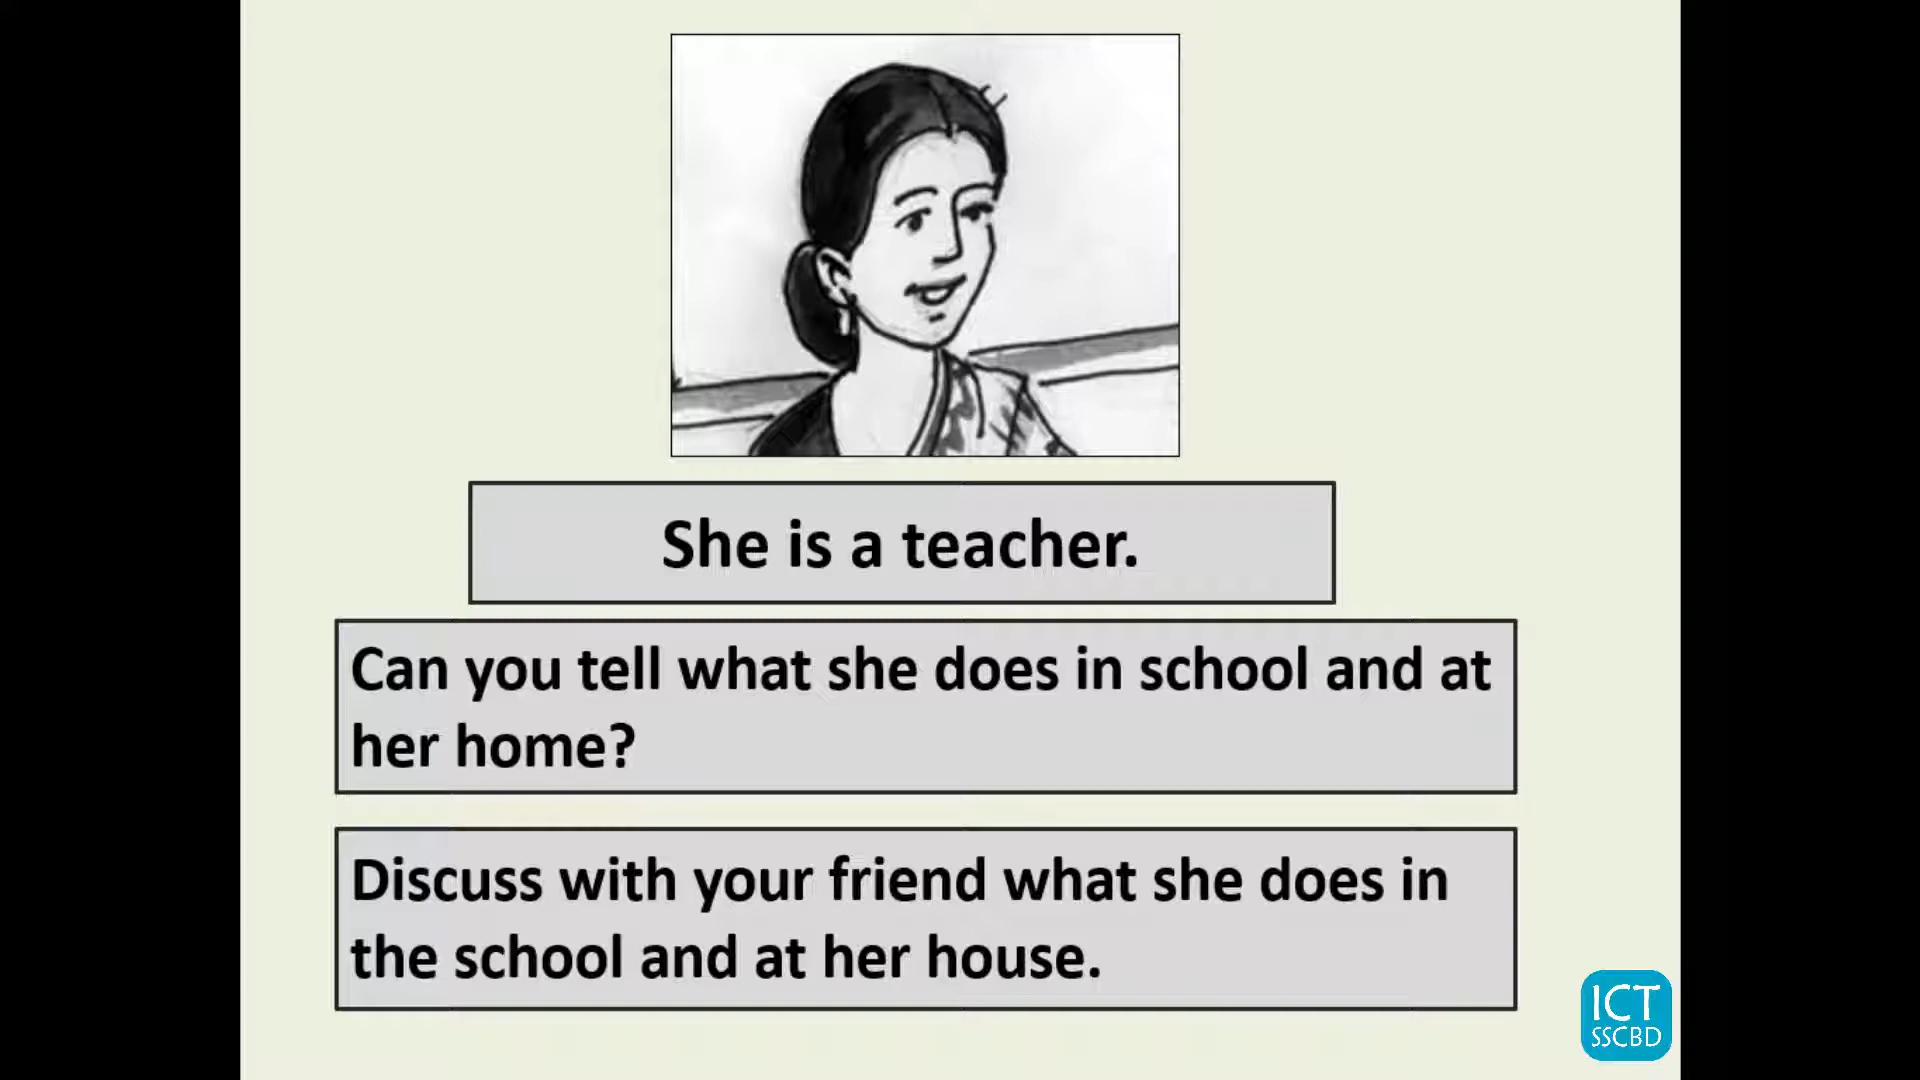 She is a teacher.
Can you tell what she does in school and at
her home?
Discuss with your friend what she does in
the school and at her house.
ICT
SSCBD